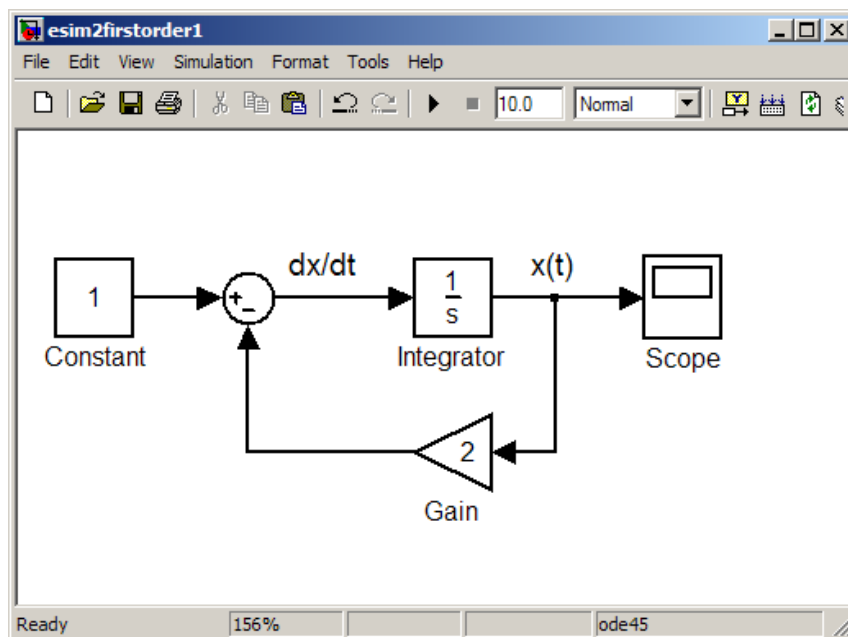 esim2firstorder1
File Edit View Simulation Format Tools Help
10.0 Normal
dx/dt x(t)
1 + - 1/s
Constant Integrator Scope
2
Gain
Ready 156% ode45